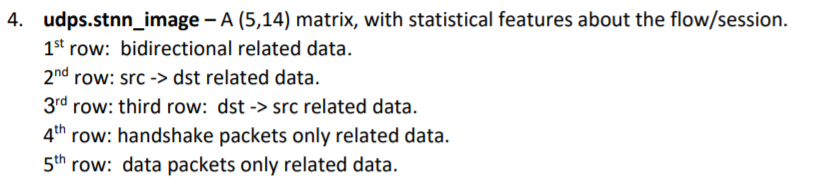 4. udps.stnn_image – A (5,14) matrix, with statistical features about the flow/session.
1st row: bidirectional related data.
2nd row: src -> dst related data.
3rd row: third row: dst -> src related data.
4th row: handshake packets only related data.
5th row: data packets only related data.